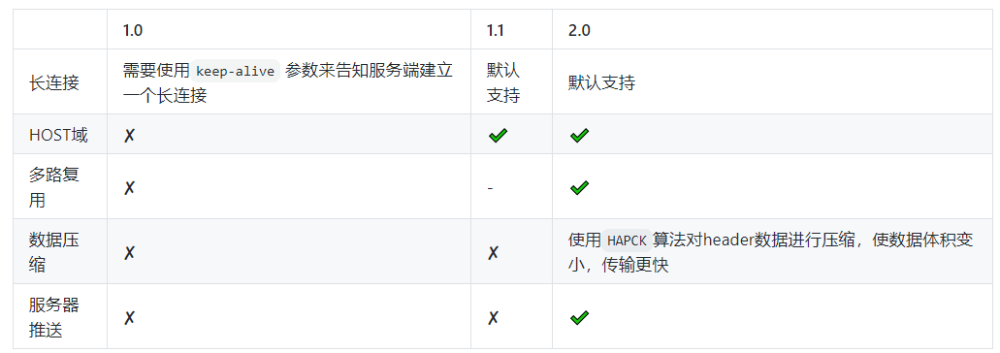 1.0 1.1 2.0
长连接 需要使用 keep-alive 参数来告知服务端建立一个长连接 默认支持 默认支持
HOST域 ✗ ✔ ✔
多路复用 ✗ - ✔
数据压缩 ✗ ✗ 使用 HAPCK 算法对header数据进行压缩，使数据体积变小，传输更快
服务器推送 ✗ ✗ ✔